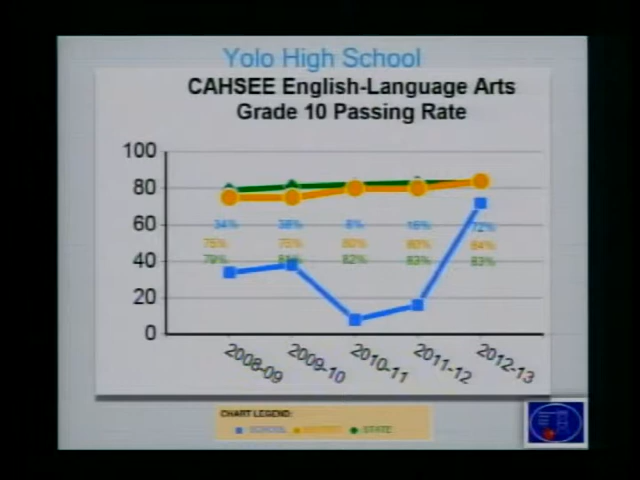 Yolo High School
CAHSEE English-Language Arts
Grade 10 Passing Rate
100
80
60
40
20
0
34% 38% 8% 16% 72%
75% 75% 80% 80% 84%
79% 81% 82% 83% 83%
2008-09 2009-10 2010-11 2011-12 2012-13
CHART LEGEND:
SCHOOL DISTRICT STATE